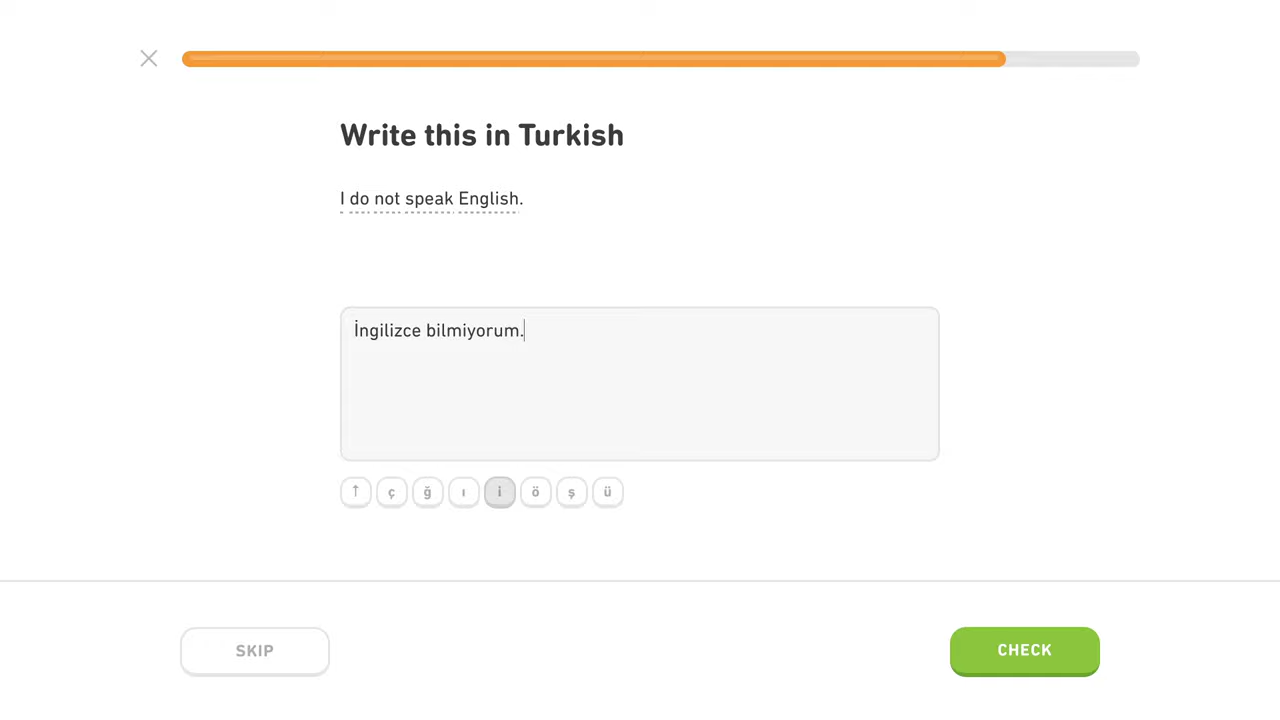 Write this in Turkish
I do not speak English.
İngilizce bilmiyorum.
↑ ç ğ ı i ö ş ü
SKIP
CHECK